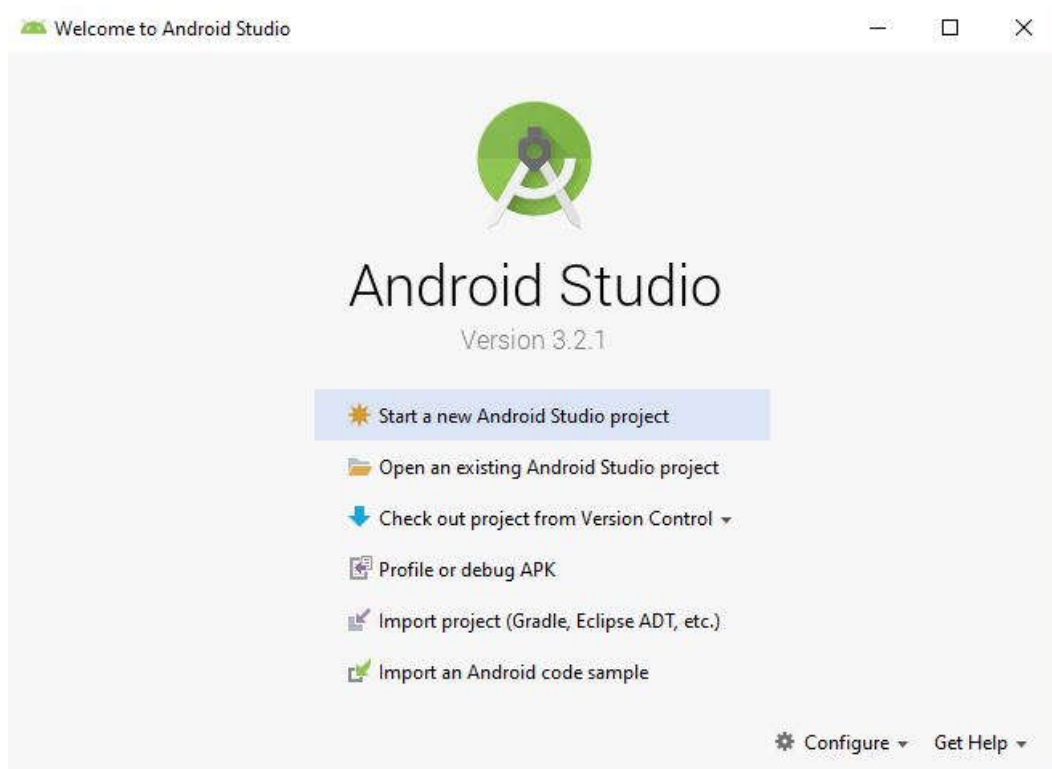 Welcome to Android Studio
Android Studio
Version 3.2.1
Start a new Android Studio project
Open an existing Android Studio project
Check out project from Version Control
Profile or debug APK
Import project (Gradle, Eclipse ADT, etc.)
Import an Android code sample
Configure Get Help